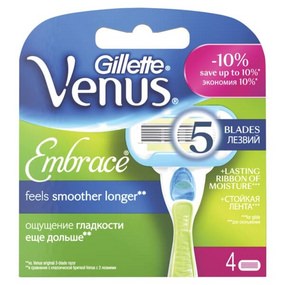 Gillette
Venus
Embrace
feels smoother longer**
ощущение гладкости
еще дольше**
-10%
save up to 10%*
экономия 10%*
5
BLADES
ЛЕЗВИЙ
+LASTING
RIBBON OF
MOISTURE***
+СТОЙКАЯ
ЛЕНТА***
4